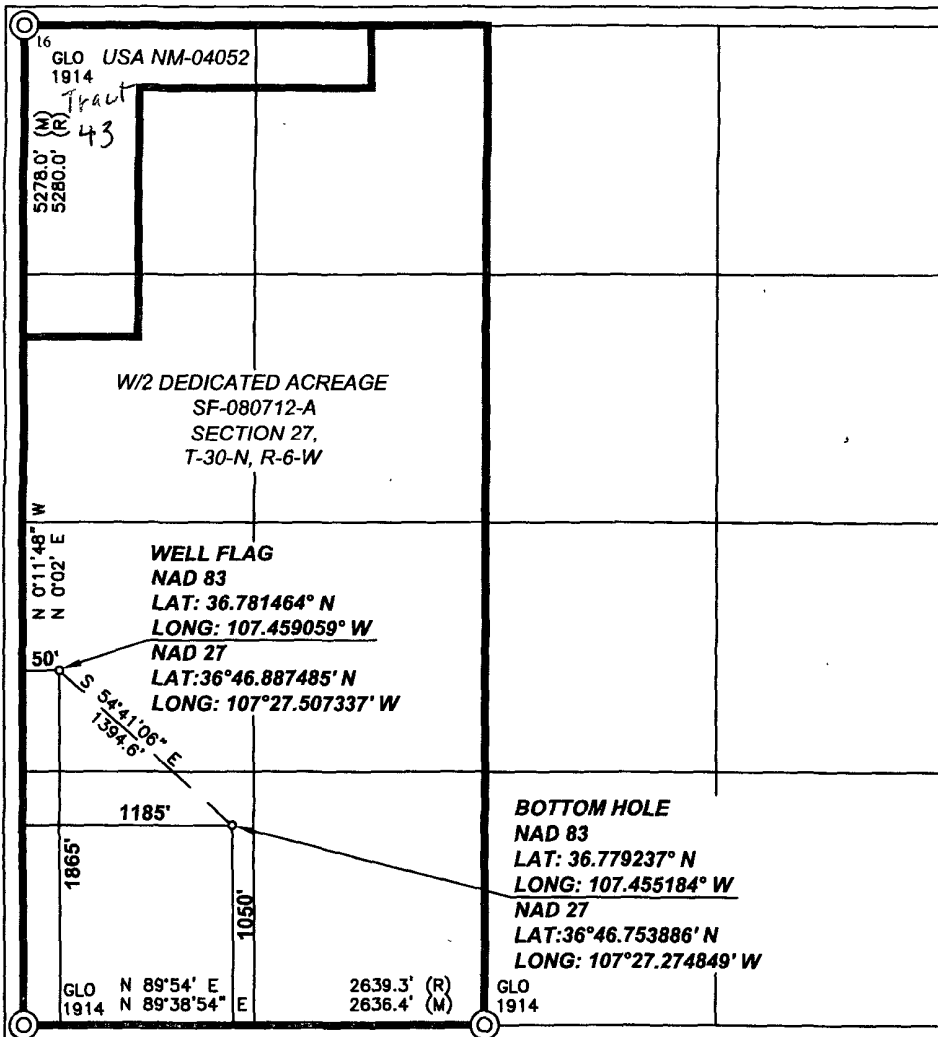 16
GLO USA NM-04052
1914
Tract
43
5278.0' (M)
5280.0' (R)
W/2 DEDICATED ACREAGE
SF-080712-A
SECTION 27,
T-30-N, R-6-W
N 0°11'48" W
N 0°02' E
WELL FLAG
NAD 83
LAT: 36.781464° N
LONG: 107.459059° W
NAD 27
LAT:36°46.887485' N
LONG: 107°27.507337' W
50'
S 54°41'06" E
1394.6'
1185'
1865'
1050'
BOTTOM HOLE
NAD 83
LAT: 36.779237° N
LONG: 107.455184° W
NAD 27
LAT:36°46.753886' N
LONG: 107°27.274849' W
GLO N 89°54' E 2639.3' (R) GLO
1914 N 89°38'54" E 2636.4' (M) 1914